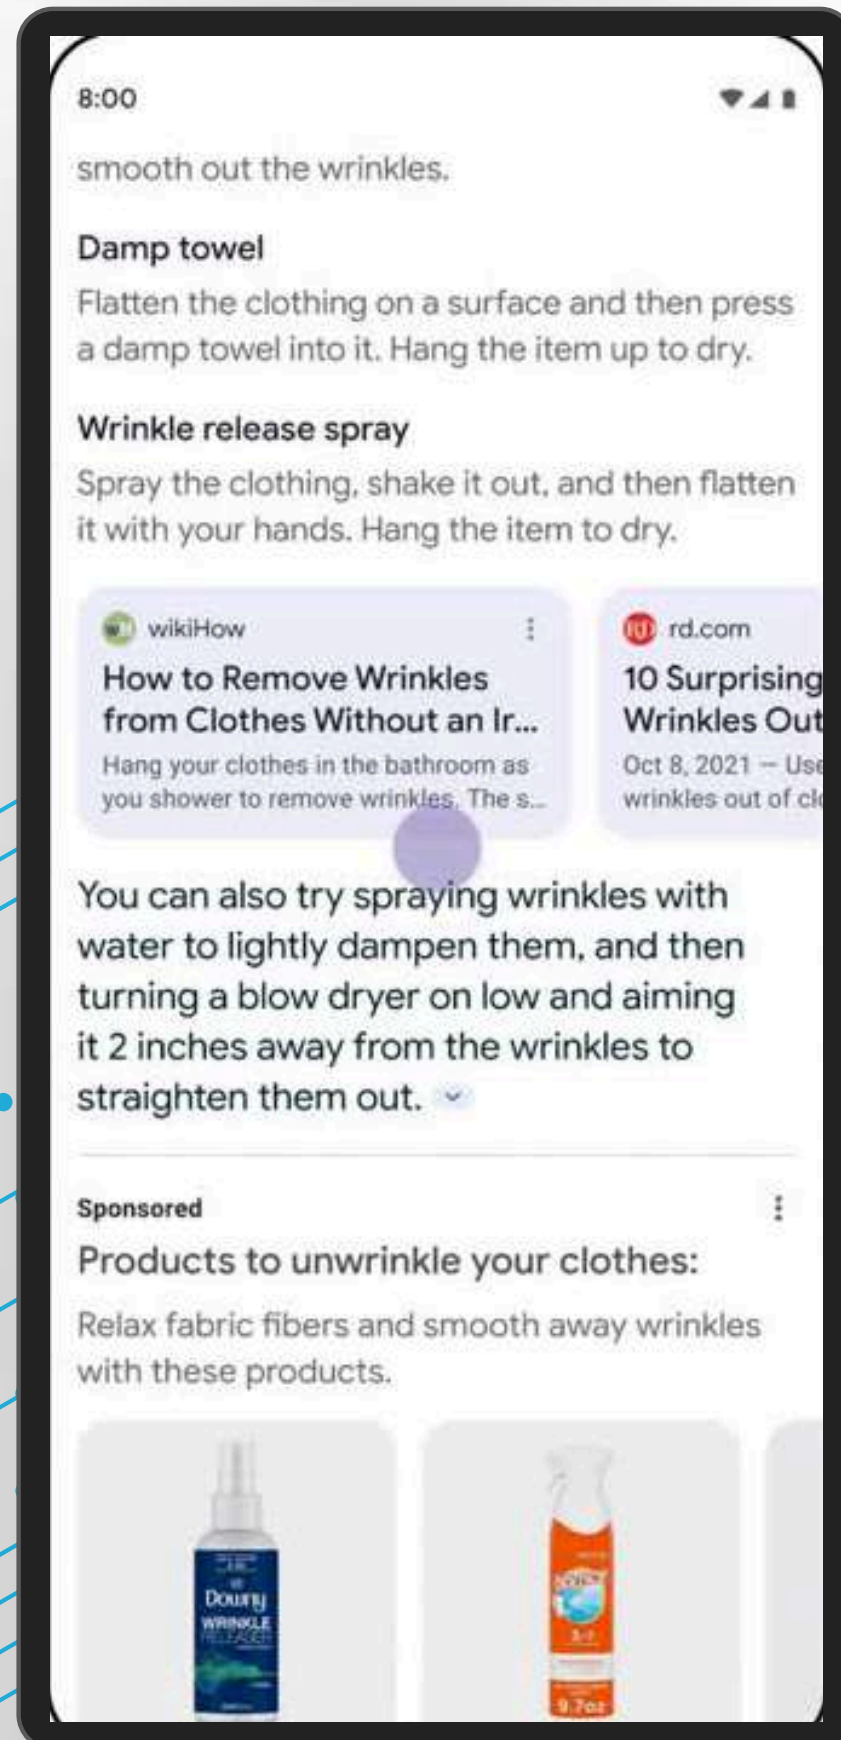 8:00
smooth out the wrinkles.
Damp towel
Flatten the clothing on a surface and then press
a damp towel into it. Hang the item up to dry.
Wrinkle release spray
Spray the clothing, shake it out, and then flatten
it with your hands. Hang the item to dry.
wikiHow
How to Remove Wrinkles
from Clothes Without an Ir...
Hang your clothes in the bathroom as
you shower to remove wrinkles. The s...
rd.com
10 Surprising
Wrinkles Out
Oct 8, 2021 — Use
wrinkles out of clo
You can also try spraying wrinkles with
water to lightly dampen them, and then
turning a blow dryer on low and aiming
it 2 inches away from the wrinkles to
straighten them out.
Sponsored
Products to unwrinkle your clothes:
Relax fabric fibers and smooth away wrinkles
with these products.
Downy
WRINKLE
RELEASER
9.7oz